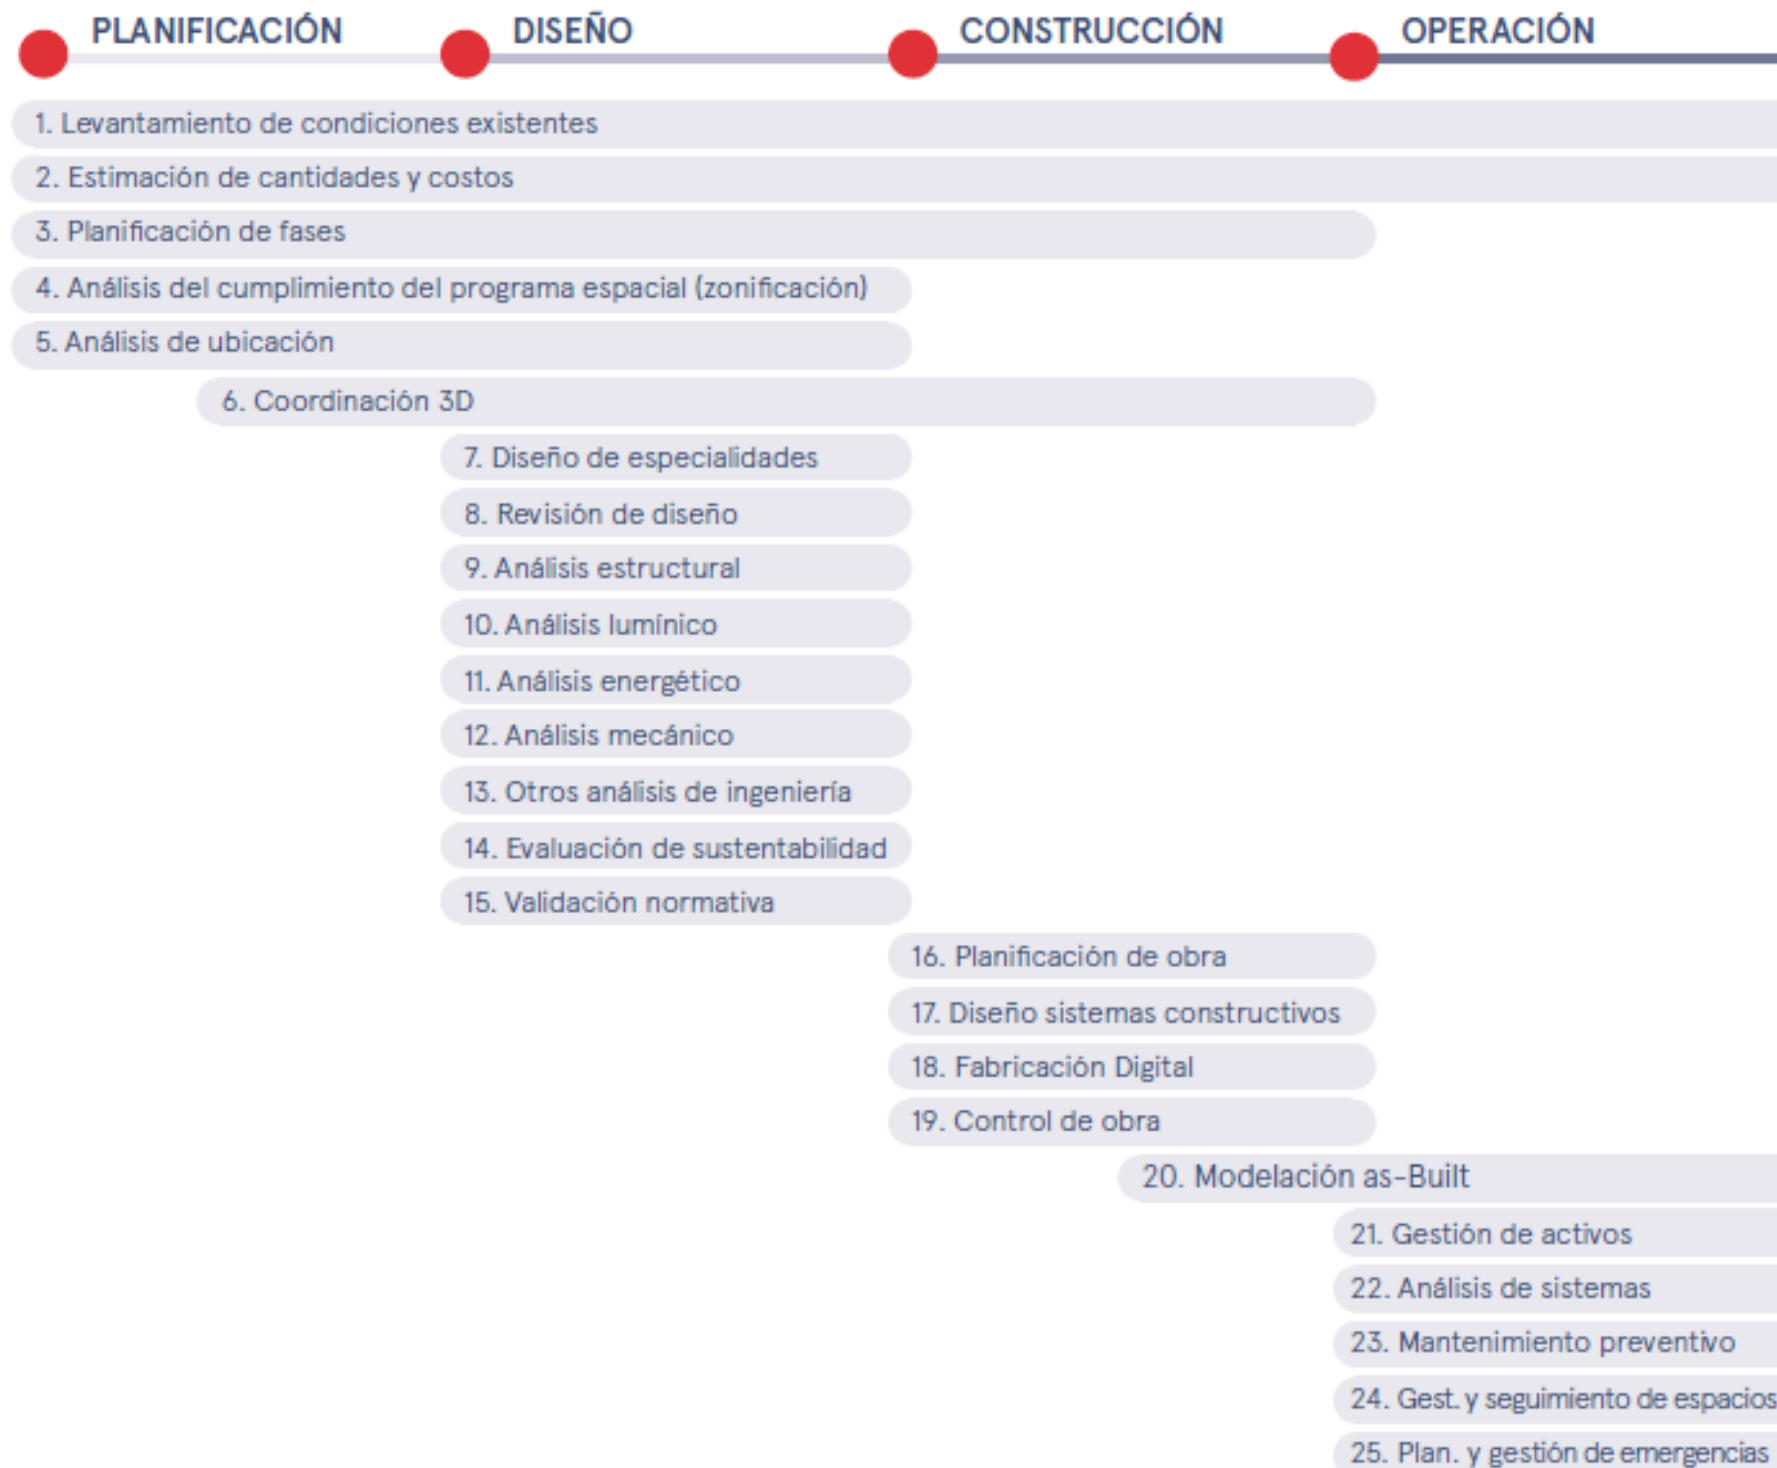 PLANIFICACIÓN DISEÑO CONSTRUCCIÓN OPERACIÓN
1. Levantamiento de condiciones existentes
2. Estimación de cantidades y costos
3. Planificación de fases
4. Análisis del cumplimiento del programa espacial (zonificación)
5. Análisis de ubicación
6. Coordinación 3D
7. Diseño de especialidades
8. Revisión de diseño
9. Análisis estructural
10. Análisis lumínico
11. Análisis energético
12. Análisis mecánico
13. Otros análisis de ingeniería
14. Evaluación de sustentabilidad
15. Validación normativa
16. Planificación de obra
17. Diseño sistemas constructivos
18. Fabricación Digital
19. Control de obra
20. Modelación as-Built
21. Gestión de activos
22. Análisis de sistemas
23. Mantenimiento preventivo
24. Gest. y seguimiento de espacios
25. Plan. y gestión de emergencias